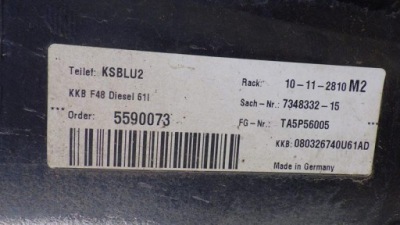 Teilef: KSBLU2
Rack: 10-11-2810 M2
KKB F48 Diesel 51l
Sach-Nr.: 7348332-15
Order: 5590073
FG-Nr.: TA5P56005
KKB: 080326740U61AD
Made in Germany